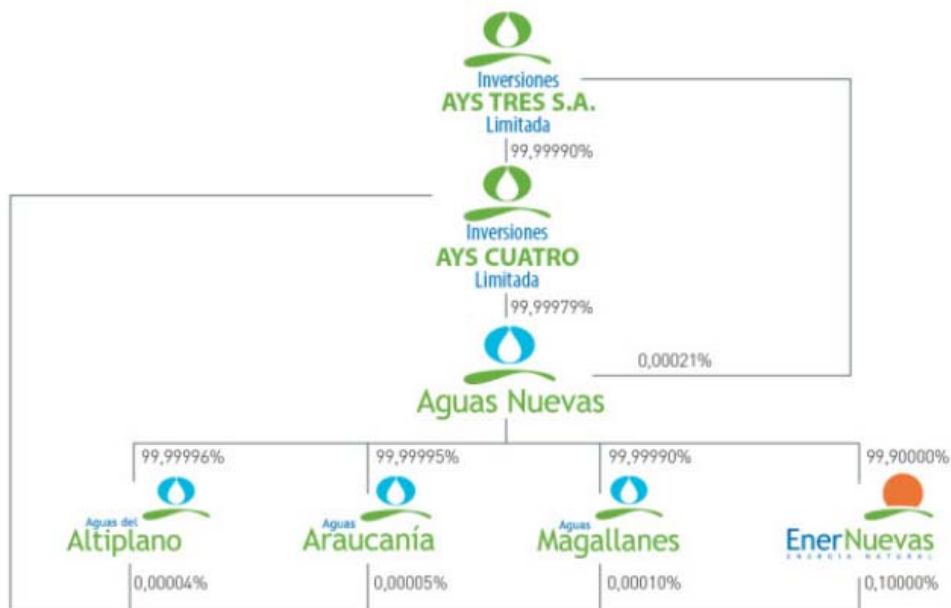 Inversiones
AYS TRES S.A.
Limitada
99,99990%
Inversiones
AYS CUATRO
Limitada
99,99979%
0,00021%
Aguas Nuevas
99,99996% 99,99995% 99,99990% 99,90000%
Aguas del
Altiplano
Aguas
Araucanía
Aguas
Magallanes
EnerNuevas
ENERGÍA NATURAL
0,00004% 0,00005% 0,00010% 0,10000%